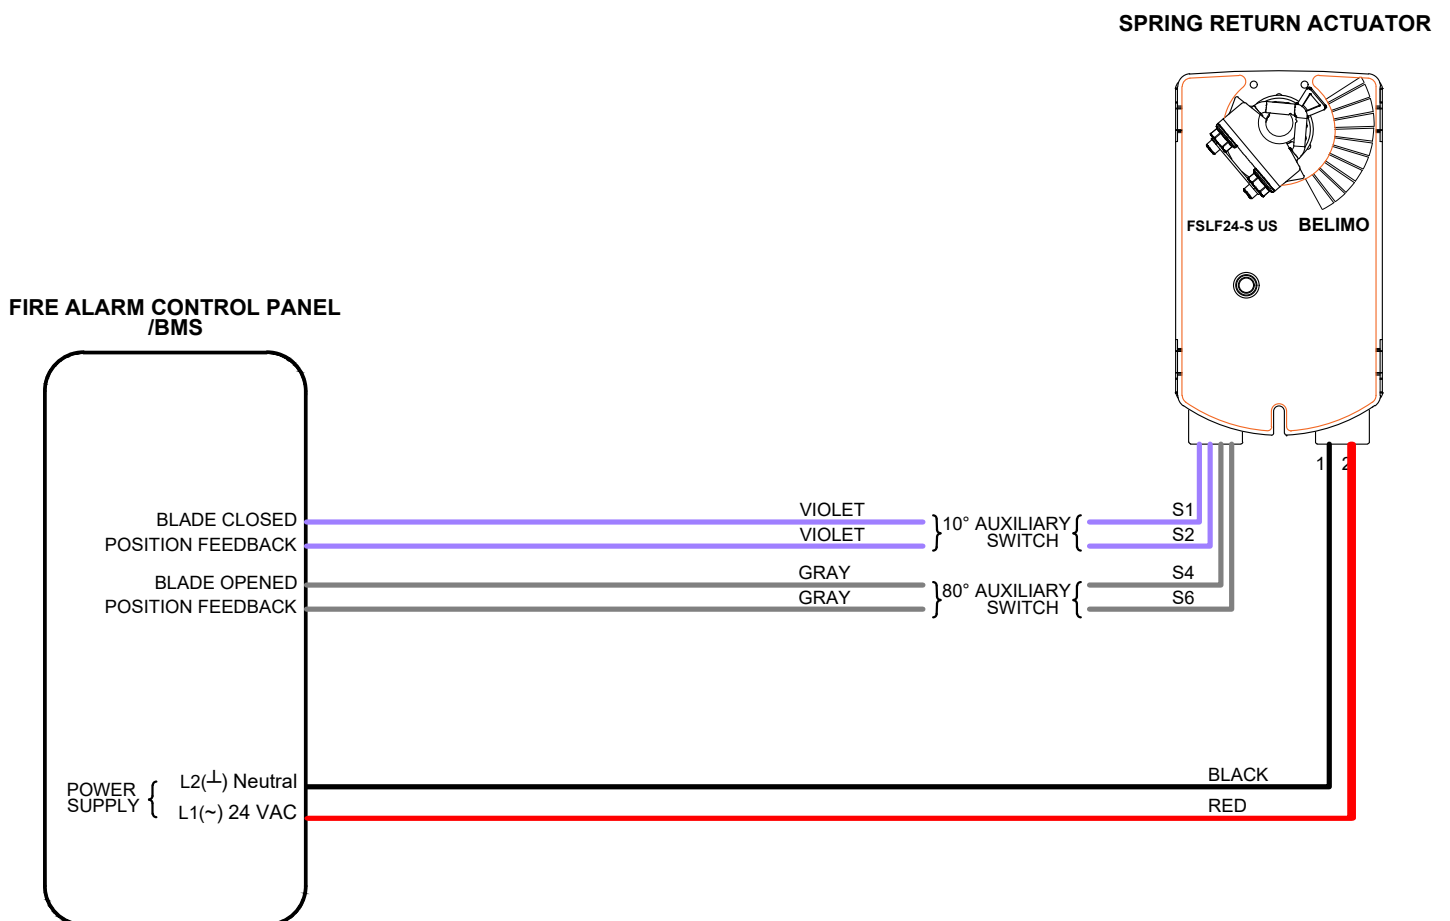 SPRING RETURN ACTUATOR
FSLF24-S US BELIMO
FIRE ALARM CONTROL PANEL
/BMS
1 2
BLADE CLOSED
POSITION FEEDBACK
BLADE OPENED
POSITION FEEDBACK
VIOLET
VIOLET
GRAY
GRAY
10° AUXILIARY
SWITCH
80° AUXILIARY
SWITCH
S1
S2
S4
S6
POWER
SUPPLY
L2(┴) Neutral
L1(~) 24 VAC
BLACK
RED